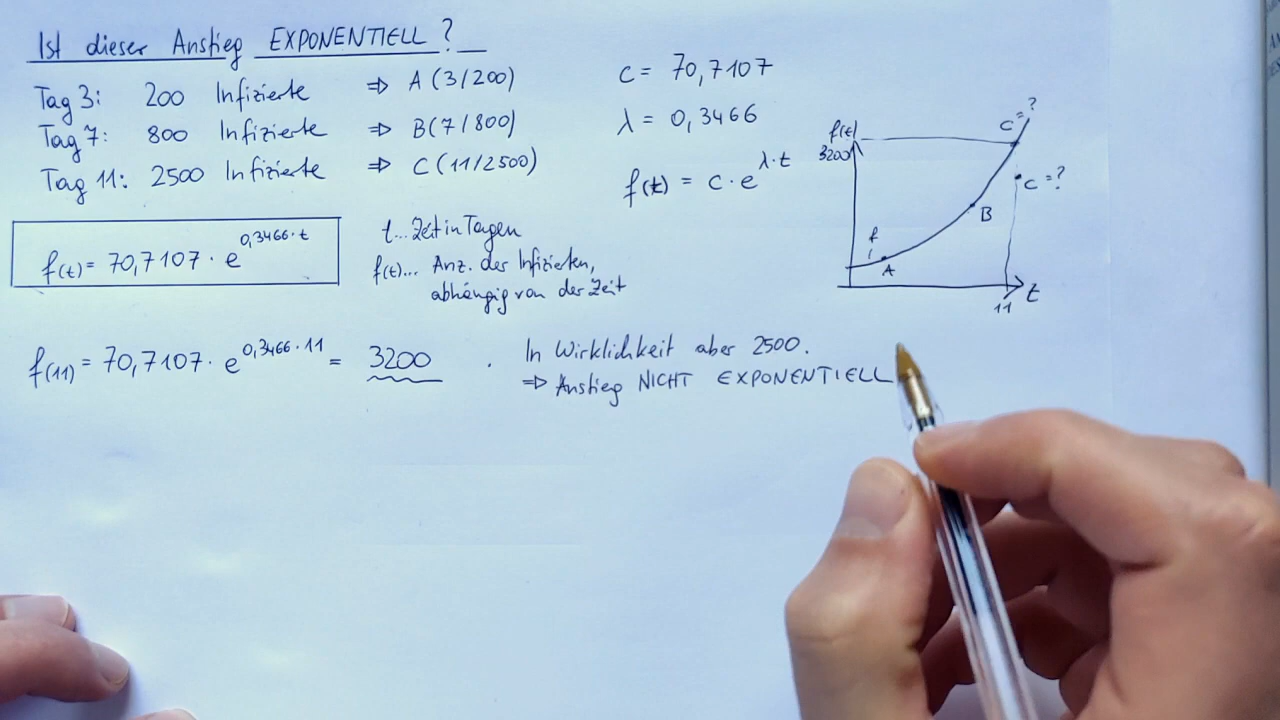 Ist dieser Anstieg EXPONENTIELL?
Tag 3: 200 Infizierte ⇒ A(3/200)
Tag 7: 800 Infizierte ⇒ B(7/800)
Tag 11: 2500 Infizierte ⇒ C(11/2500)
c = 70,7107
λ = 0,3466
f(t) = c · e^λ·t
f(t)
3200
C = ?
C = ?
B
f
A
11
t
f(t) = 70,7107 · e^0,3466·t
t... Zeit in Tagen
f(t)... Anz. der Infizierten,
abhängig von der Zeit
f(11) = 70,7107 · e^0,3466·11 = 3200 .
In Wirklichkeit aber 2500.
⇒ Anstieg NICHT EXPONENTIELL